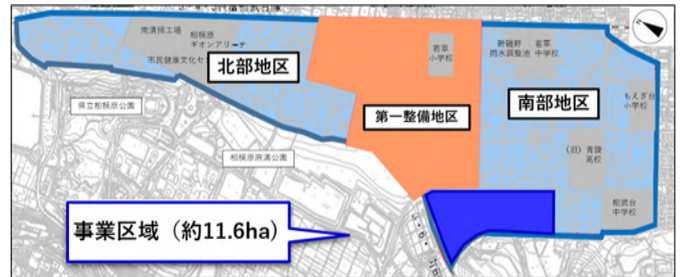 南清掃工場
相模原
ギオンアリーナ
市民健康文化セ
北部地区
若草
小学校
新磯野
雨水調整池
若草
中学校
もえぎ台
小学校
南部地区
第一整備地区
県立相模原公園
相模原麻溝公園
(旧)青陵
高校
相武台
中学校
事業区域(約11.6ha)